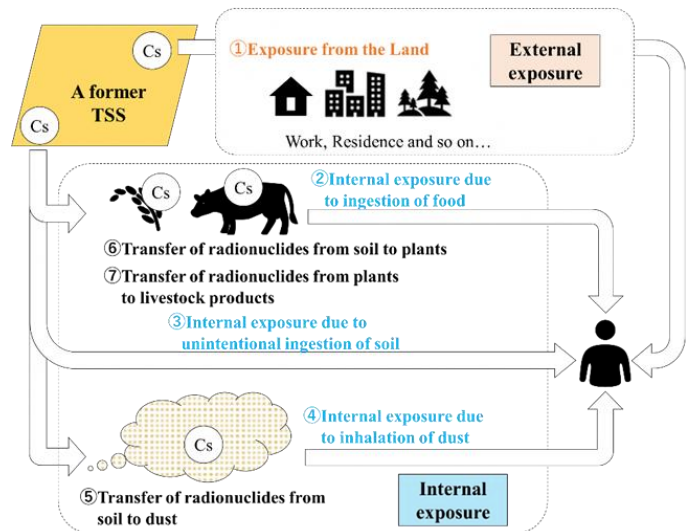 Cs
A former
TSS
Cs
①Exposure from the Land
External
exposure
Work, Residence and so on…
Cs
Cs
②Internal exposure due
to ingestion of food
⑥Transfer of radionuclides from soil to plants
⑦Transfer of radionuclides from plants
to livestock products
③Internal exposure due to
unintentional ingestion of soil
Cs
④Internal exposure due
to inhalation of dust
⑤Transfer of radionuclides from
soil to dust
Internal
exposure